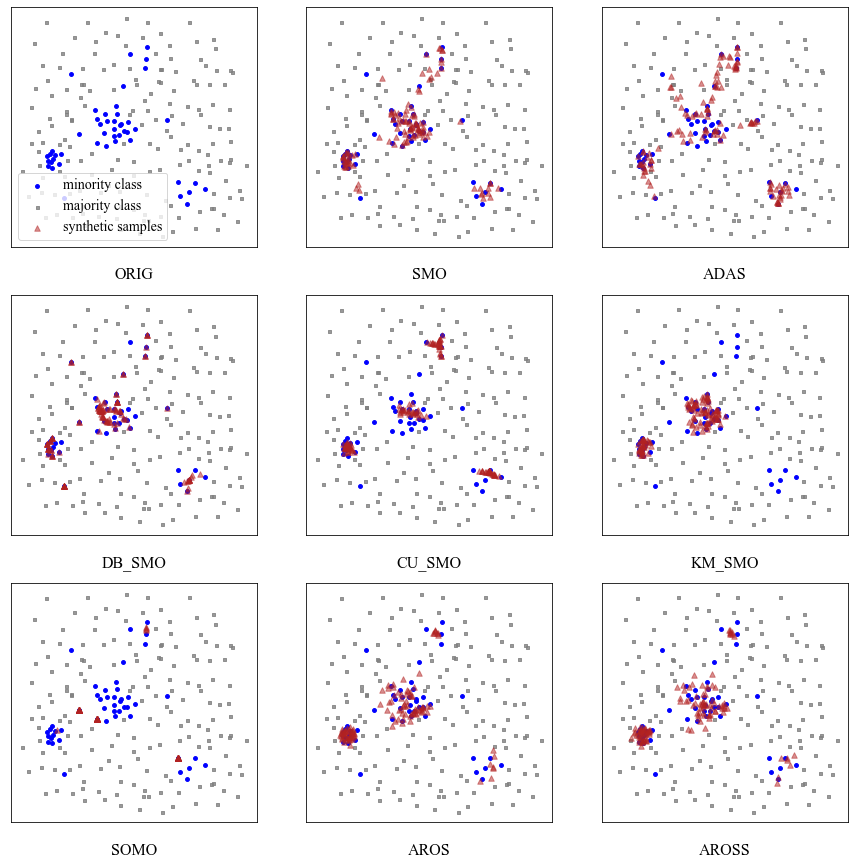 minority class
majority class
synthetic samples
ORIG
SMO
ADAS
DB_SMO
CU_SMO
KM_SMO
SOMO
AROS
AROSS